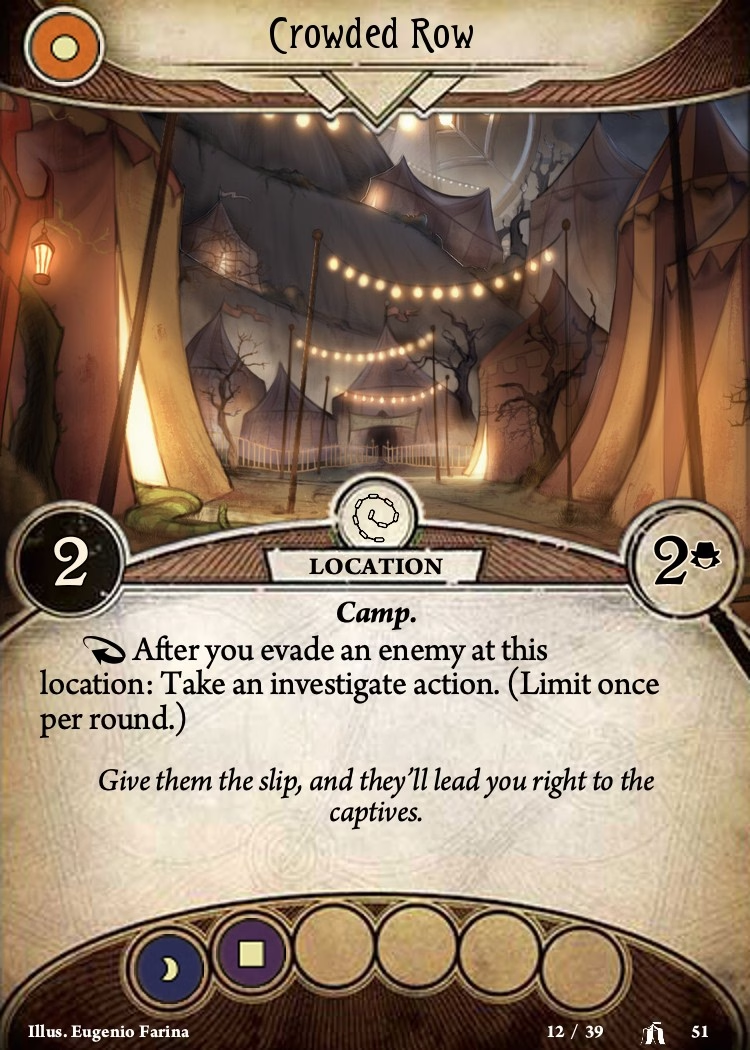 Crowded Row
2
LOCATION
2
Camp.
After you evade an enemy at this
location: Take an investigate action. (Limit once
per round.)
Give them the slip, and they'll lead you right to the
captives.
Illus. Eugenio Farina
12 / 39
51